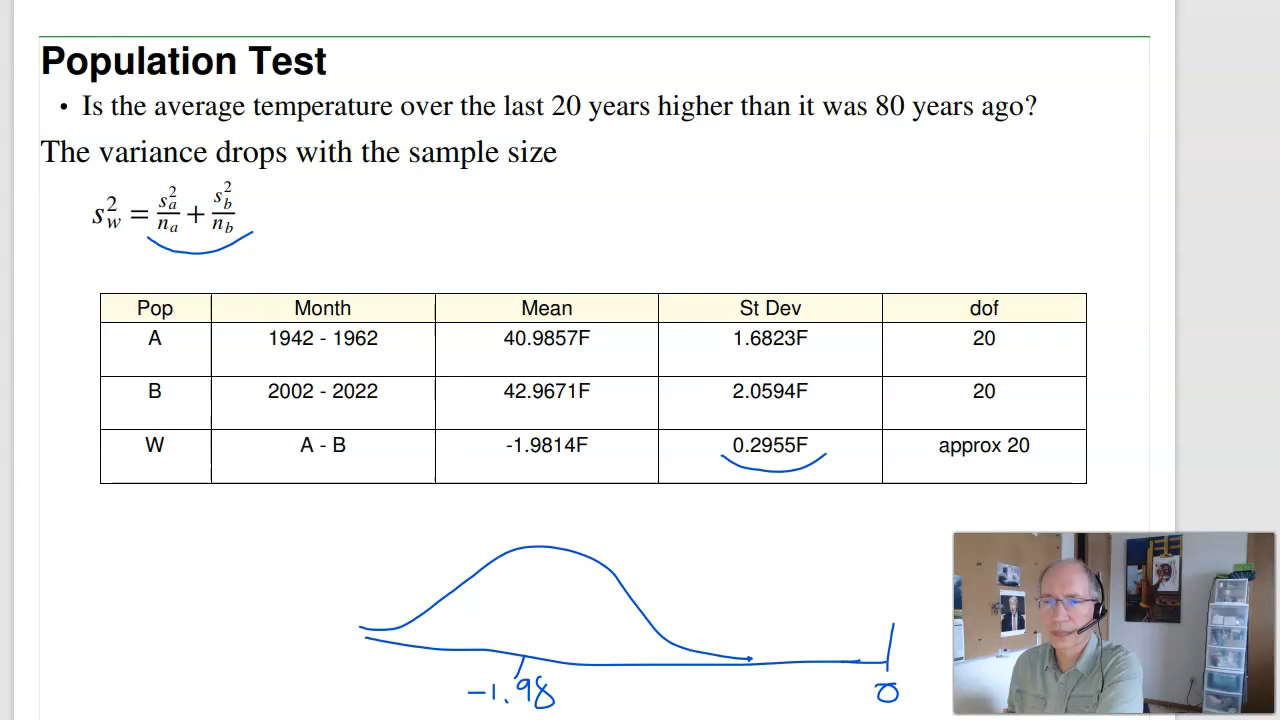 Population Test
• Is the average temperature over the last 20 years higher than it was 80 years ago?
The variance drops with the sample size
s_w^2 = s_a^2/n_a + s_b^2/n_b
Pop Month Mean St Dev dof
A 1942 - 1962 40.9857F 1.6823F 20
B 2002 - 2022 42.9671F 2.0594F 20
W A - B -1.9814F 0.2955F approx 20
-1.98 0